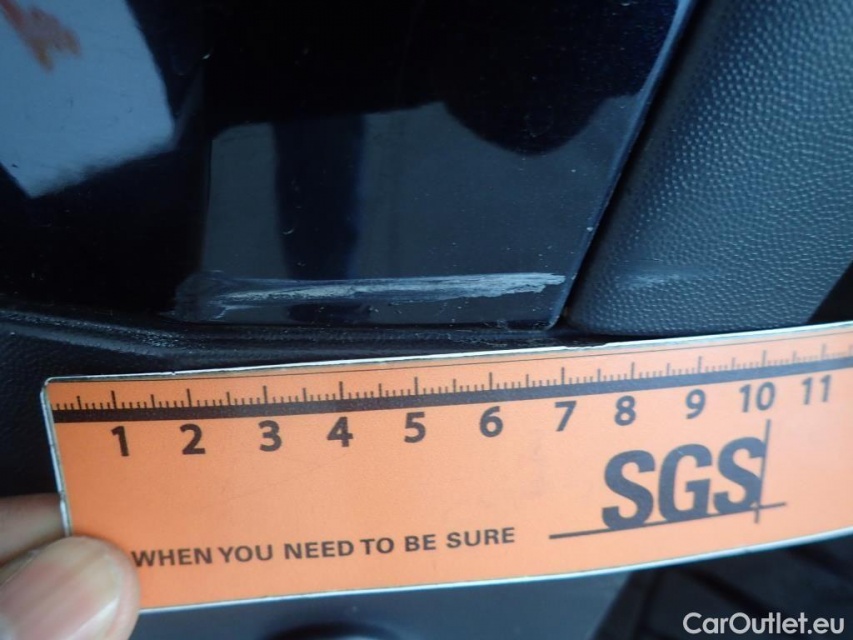 1 2 3 4 5 6 7 8 9 10 11
SGS
WHEN YOU NEED TO BE SURE
CarOutlet.eu